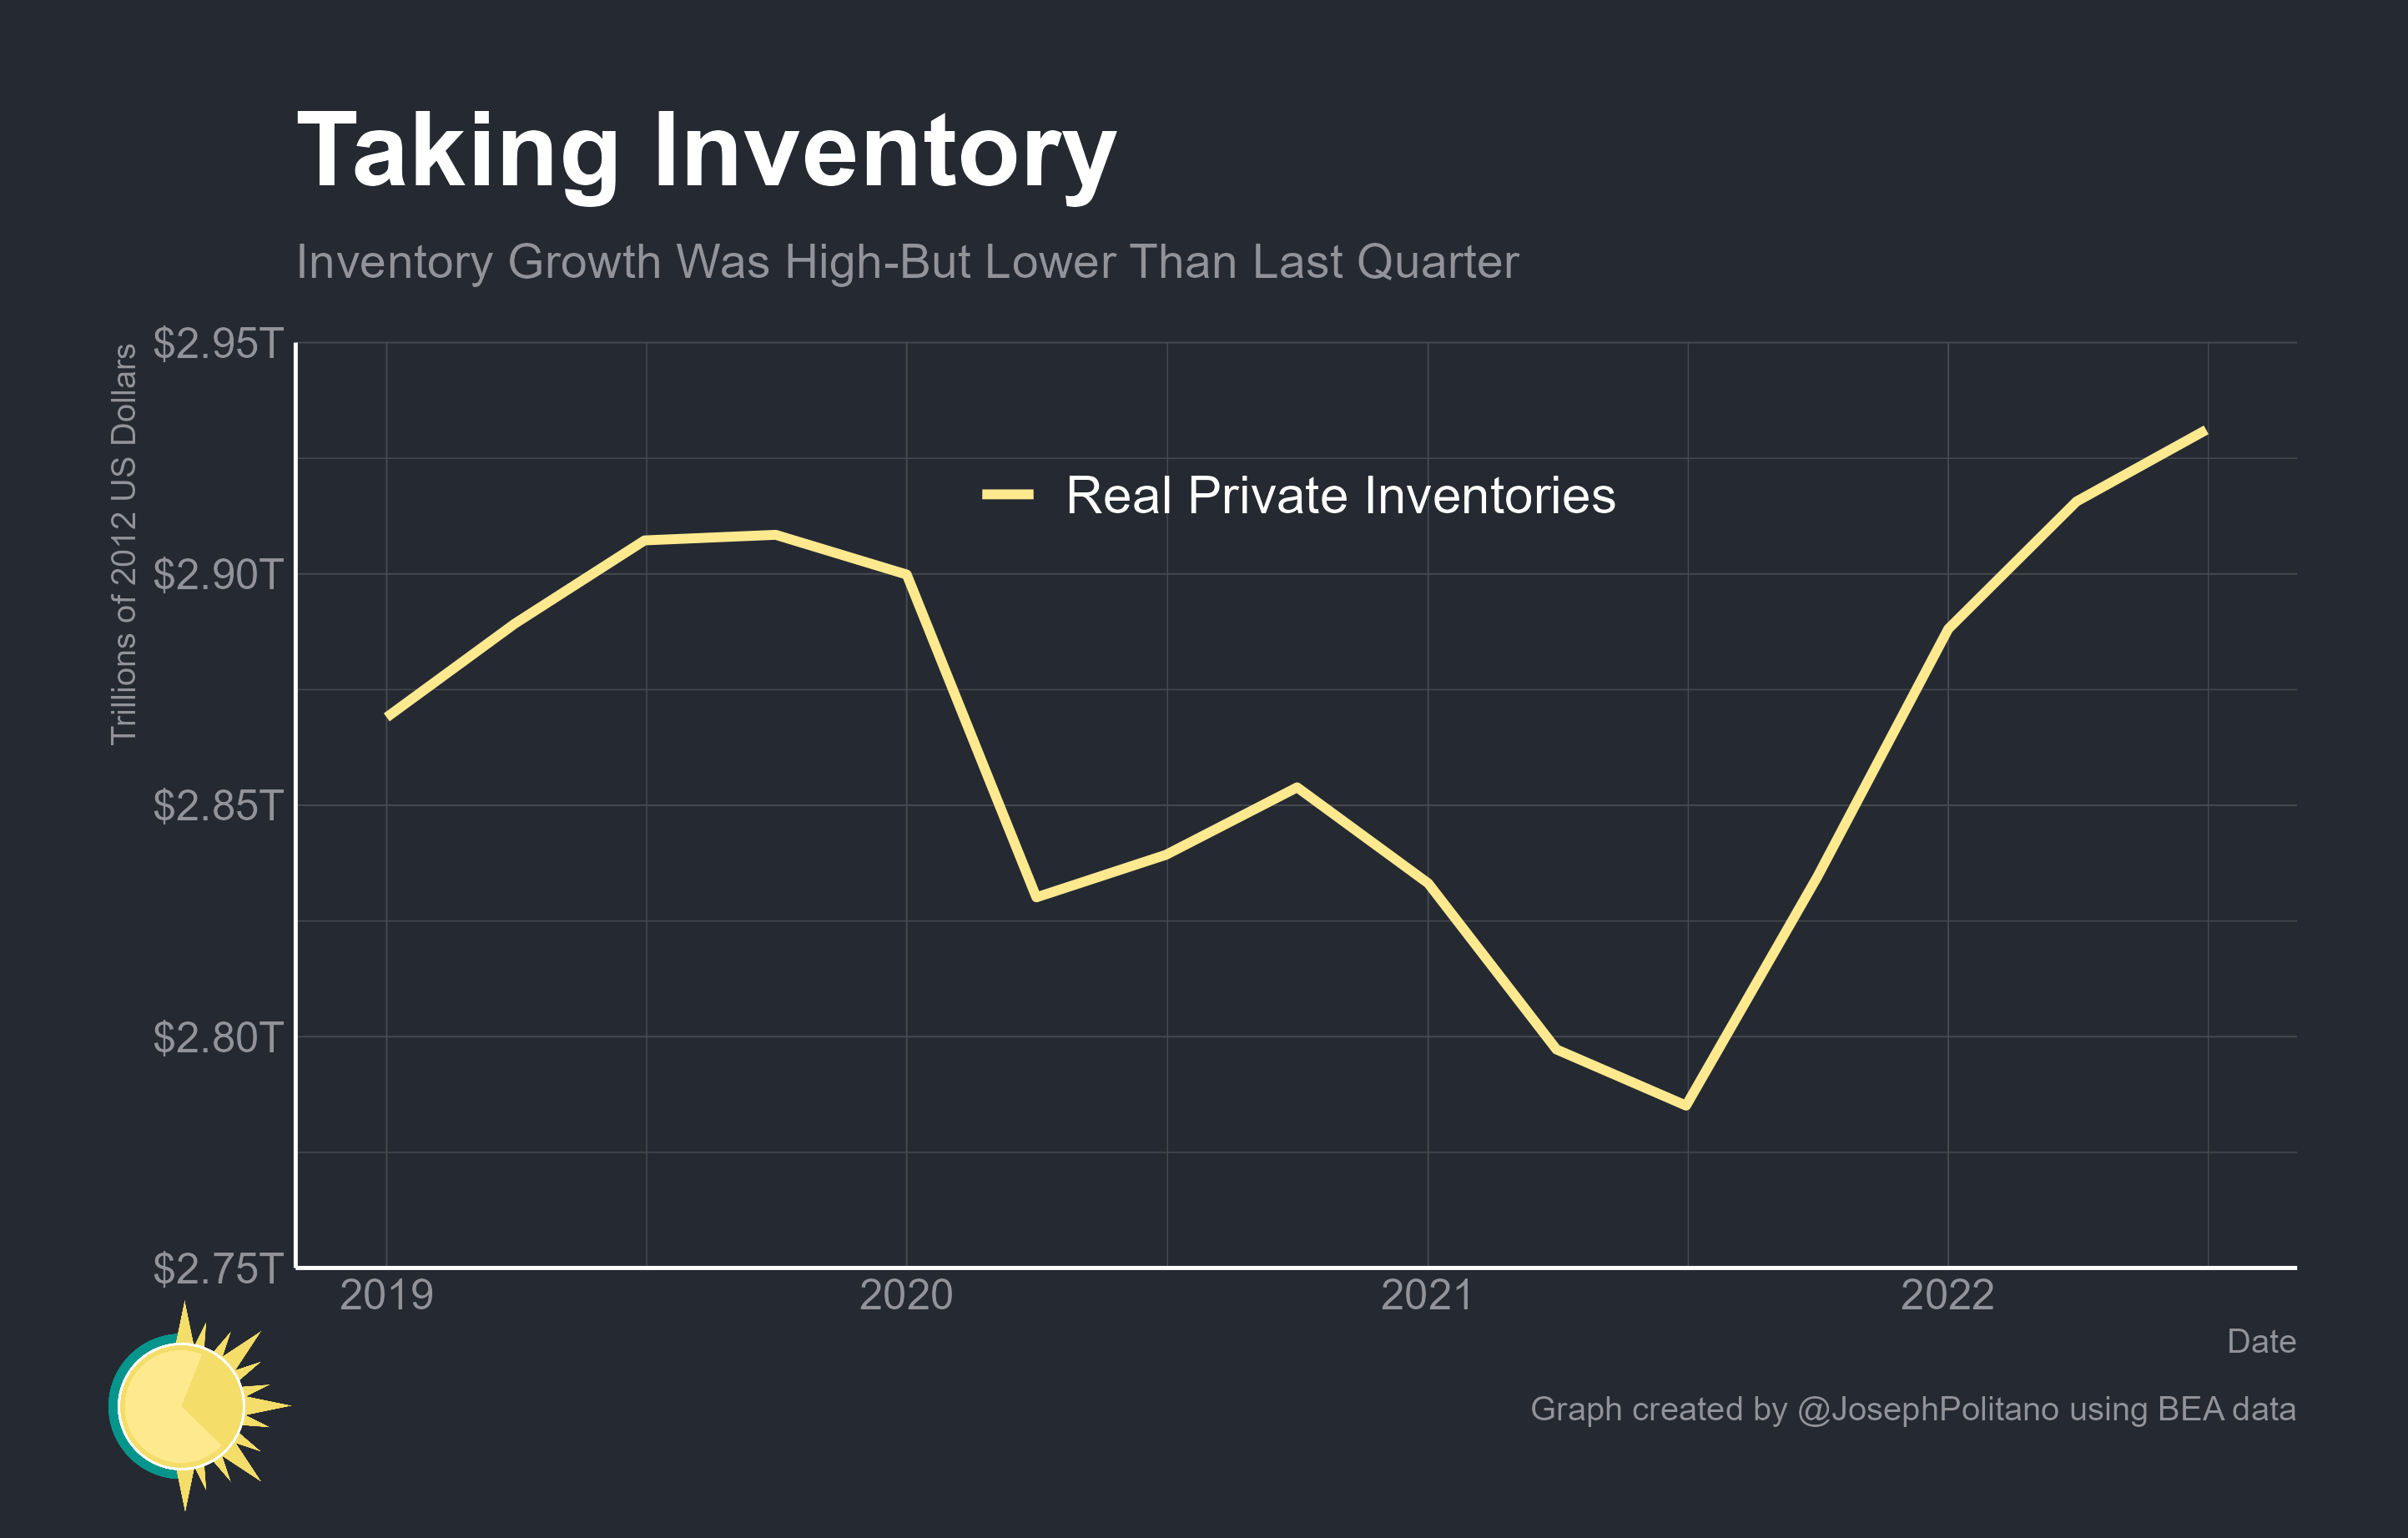 Taking Inventory
Inventory Growth Was High-But Lower Than Last Quarter
Trillions of 2012 US Dollars
$2.95T
$2.90T
$2.85T
$2.80T
$2.75T
Real Private Inventories
2019
2020
2021
2022
Date
Graph created by @JosephPolitano using BEA data